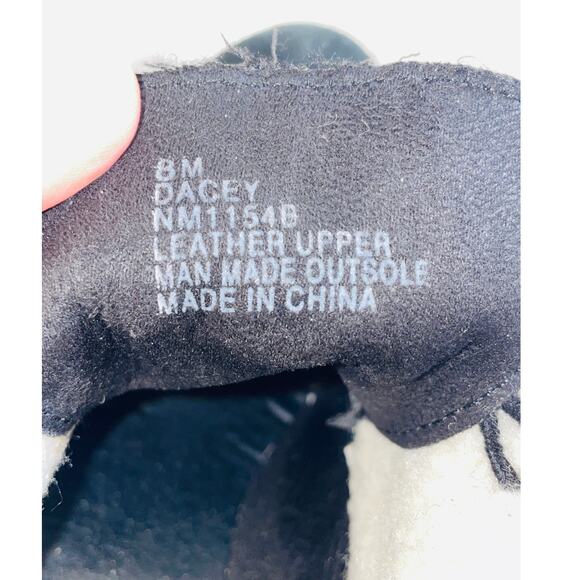 8M
DACEY
NM1154B
LEATHER UPPER
MAN MADE OUTSOLE
MADE IN CHINA